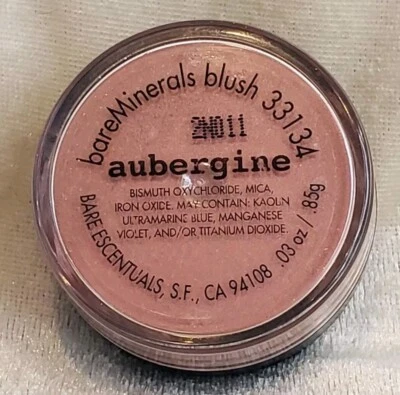 bareMinerals blush 33134
2N011
aubergine
BISMUTH OXYCHLORIDE, MICA,
IRON OXIDE. MAY CONTAIN: KAOLIN
ULTRAMARINE BLUE, MANGANESE
VIOLET, AND/OR TITANIUM DIOXIDE.
BARE ESCENTUALS, S.F., CA 94108 .03 oz / .85g